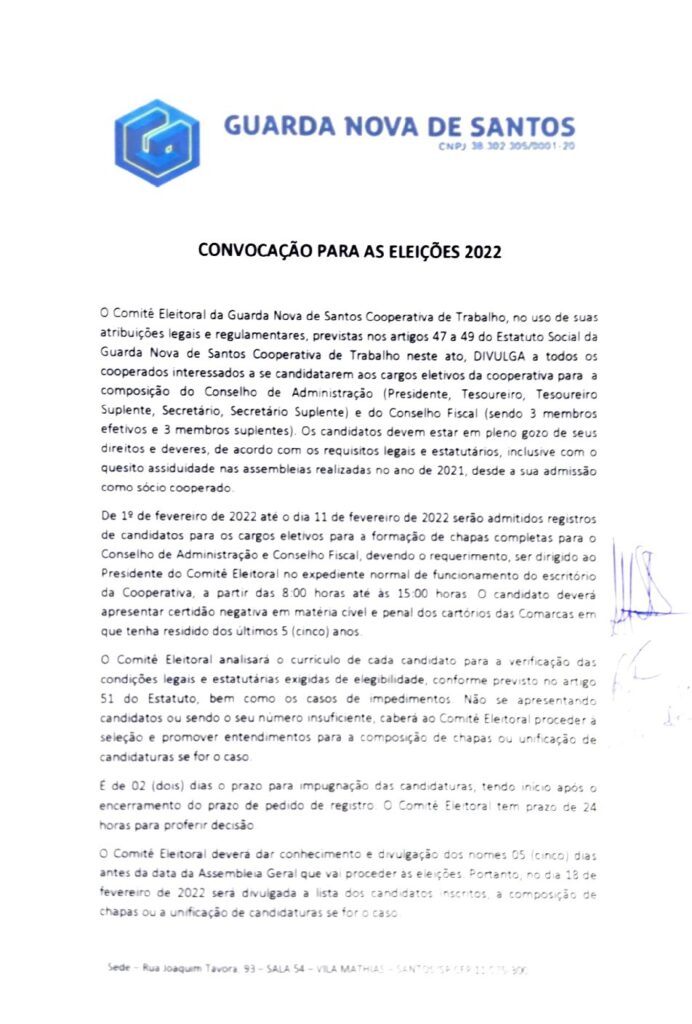 GUARDA NOVA DE SANTOS
CNPJ 38.302.305/0001-20
CONVOCAÇÃO PARA AS ELEIÇÕES 2022
O Comitê Eleitoral da Guarda Nova de Santos Cooperativa de Trabalho, no uso de suas
atribuições legais e regulamentares, previstas nos artigos 47 a 49 do Estatuto Social da
Guarda Nova de Santos Cooperativa de Trabalho neste ato, DIVULGA a todos os
cooperados interessados a se candidatarem aos cargos eletivos da cooperativa para a
composição do Conselho de Administração (Presidente, Tesoureiro, Tesoureiro
Suplente, Secretário, Secretário Suplente) e do Conselho Fiscal (sendo 3 membros
efetivos e 3 membros suplentes). Os candidatos devem estar em pleno gozo de seus
direitos e deveres, de acordo com os requisitos legais e estatutários, inclusive com o
quesito assiduidade nas assembleias realizadas no ano de 2021, desde a sua admissão
como sócio cooperado.
De 1º de fevereiro de 2022 até o dia 11 de fevereiro de 2022 serão admitidos registros
de candidatos para os cargos eletivos para a formação de chapas completas para o
Conselho de Administração e Conselho Fiscal, devendo o requerimento, ser dirigido ao
Presidente do Comitê Eleitoral no expediente normal de funcionamento do escritório
da Cooperativa, a partir das 8:00 horas até às 15:00 horas. O candidato deverá
apresentar certidão negativa em matéria cível e penal dos cartórios das Comarcas em
que tenha residido dos últimos 5 (cinco) anos.
O Comitê Eleitoral analisará o currículo de cada candidato para a verificação das
condições legais e estatutárias exigidas de elegibilidade, conforme previsto no artigo
51 do Estatuto, bem como os casos de impedimentos. Não se apresentando
candidatos ou sendo o seu número insuficiente, caberá ao Comitê Eleitoral proceder a
seleção e promover entendimentos para a composição de chapas ou unificação de
candidaturas se for o caso.
É de 02 (dois) dias o prazo para impugnação das candidaturas, tendo início após o
encerramento do prazo de pedido de registro. O Comitê Eleitoral tem prazo de 24
horas para proferir decisão.
O Comitê Eleitoral deverá dar conhecimento e divulgação dos nomes 05 (cinco) dias
antes da data da Assembleia Geral que vai proceder às eleições. Portanto, no dia 18 de
fevereiro de 2022 será divulgada a lista dos candidatos inscritos, a composição de
chapas ou a unificação de candidaturas se for o caso.
Sede – Rua Joaquim Távora, 93 – SALA 54 – VILA MATHIAS – SANTOS/SP CEP 11.075-300